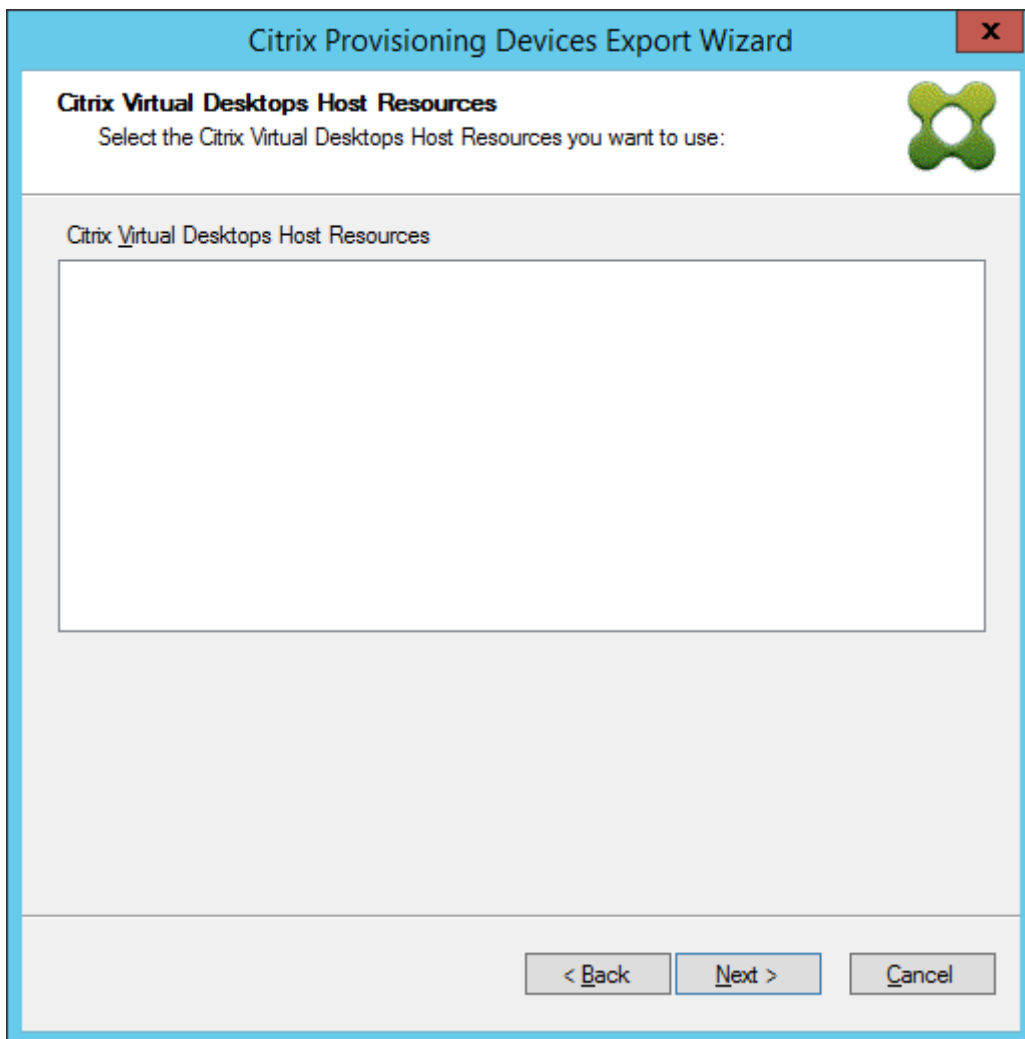 Citrix Provisioning Devices Export Wizard
x
Citrix Virtual Desktops Host Resources
Select the Citrix Virtual Desktops Host Resources you want to use:
Citrix Virtual Desktops Host Resources
< Back Next > Cancel